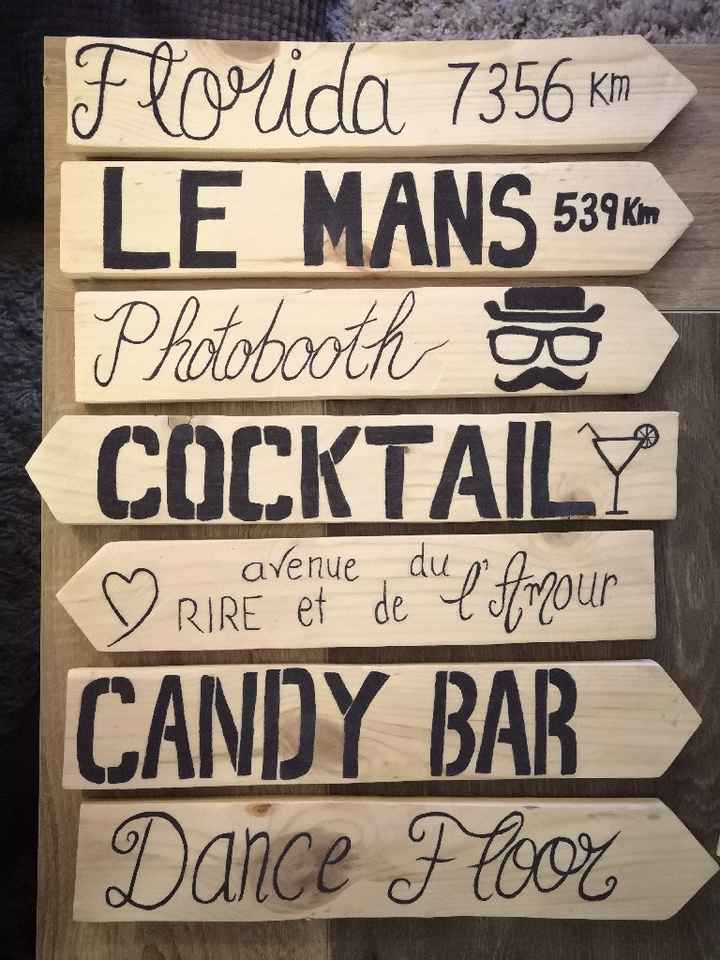 Florida 7356 km
LE MANS 539 Km
Photobooth
COCKTAIL
avenue du
RIRE et de l'Amour
CANDY BAR
Dance Floor